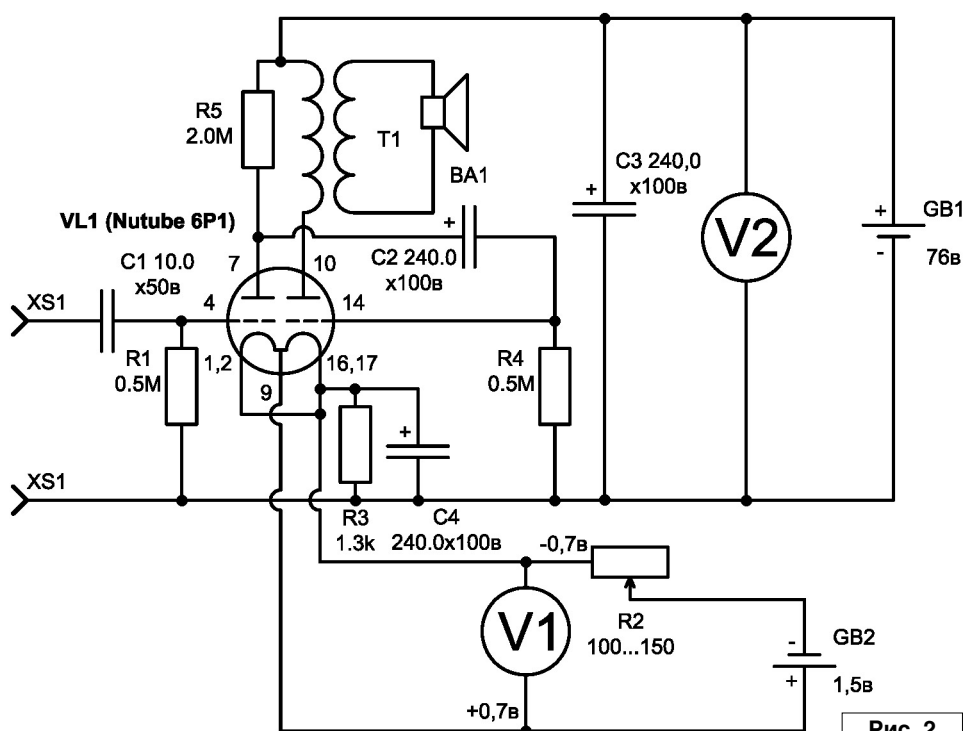 R5
2.0M
T1
BA1
C3 240,0
x100в
+
V2
+
GB1
-
76в
VL1 (Nutube 6P1)
C1 10.0
x50в
7
10
+
C2 240.0
x100в
XS1
4
14
R1
0.5M
1,2
16,17
9
R4
0.5M
+
XS1
R3
1.3k
C4
240.0x100в
-0,7в
V1
R2
100...150
-
GB2
+
1,5в
+0,7в
Рис. 2